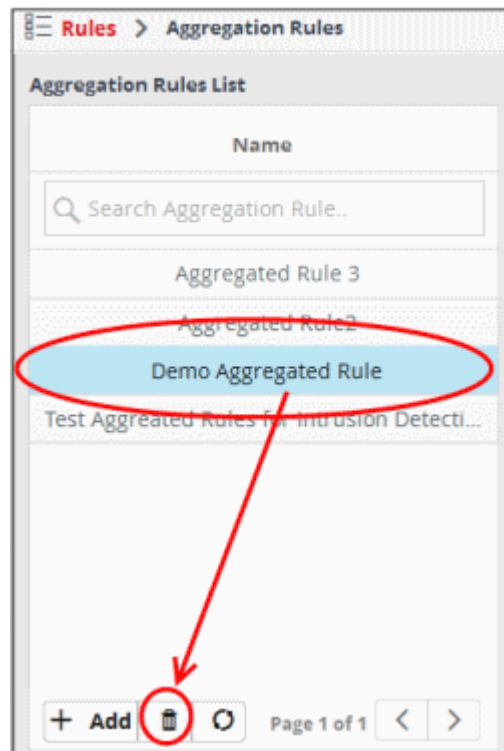 Rules > Aggregation Rules
Aggregation Rules List
Name
Search Aggregation Rule..
Aggregated Rule 3
Aggregated Rule2
Demo Aggregated Rule
Test Aggreated Rules for Intrusion Detecti...
+ Add Page 1 of 1 < >